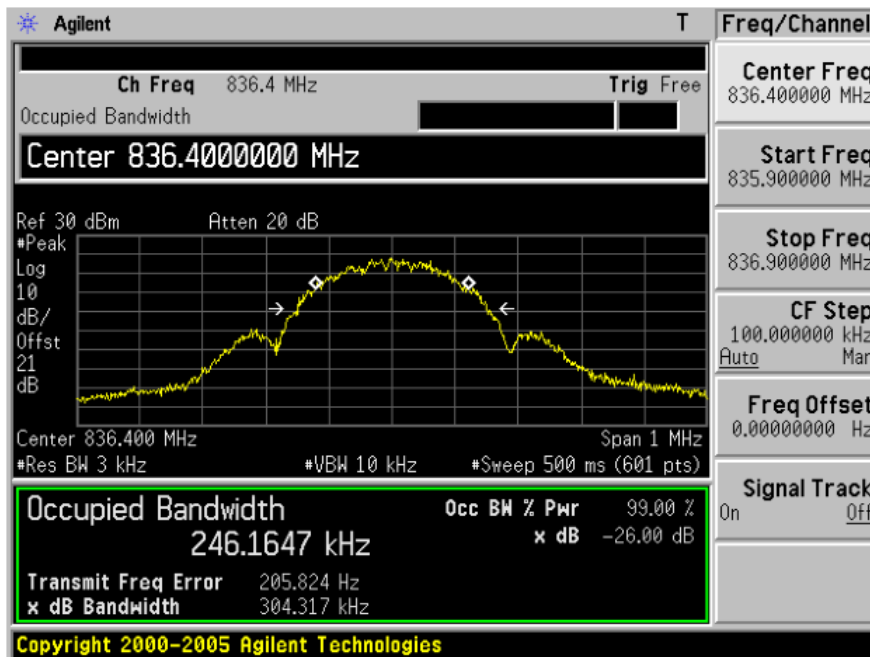 Agilent T
Freq/Channel
Ch Freq 836.4 MHz Trig Free
Occupied Bandwidth
Center 836.4000000 MHz
Ref 30 dBm Atten 20 dB
#Peak
Log
10
dB/
Offst
21
dB
Center 836.400 MHz Span 1 MHz
#Res BW 3 kHz #VBW 10 kHz #Sweep 500 ms (601 pts)
Occupied Bandwidth Occ BW % Pwr 99.00 %
246.1647 kHz x dB -26.00 dB
Transmit Freq Error 205.824 Hz
x dB Bandwidth 304.317 kHz
Copyright 2000-2005 Agilent Technologies
Center Freq
836.400000 MHz
Start Freq
835.900000 MHz
Stop Freq
836.900000 MHz
CF Step
100.000000 kHz
Auto Man
Freq Offset
0.00000000 Hz
Signal Track
On Off